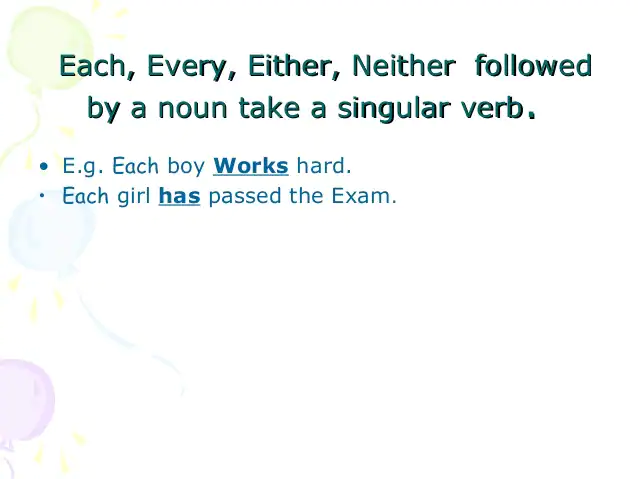 Each, Every, Either, Neither followed
by a noun take a singular verb.
• E.g. Each boy Works hard.
• Each girl has passed the Exam.